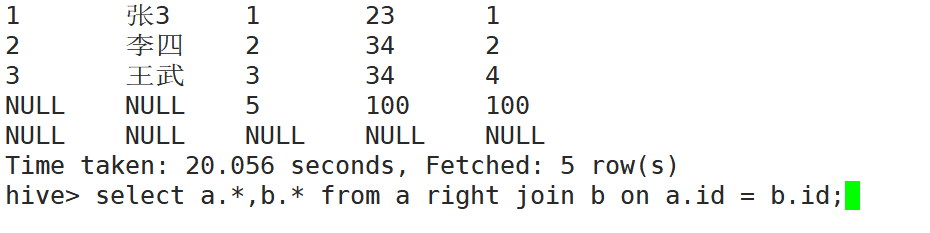 1 张3 1 23 1
2 李四 2 34 2
3 王武 3 34 4
NULL NULL 5 100 100
NULL NULL NULL NULL NULL
Time taken: 20.056 seconds, Fetched: 5 row(s)
hive> select a.*,b.* from a right join b on a.id = b.id;